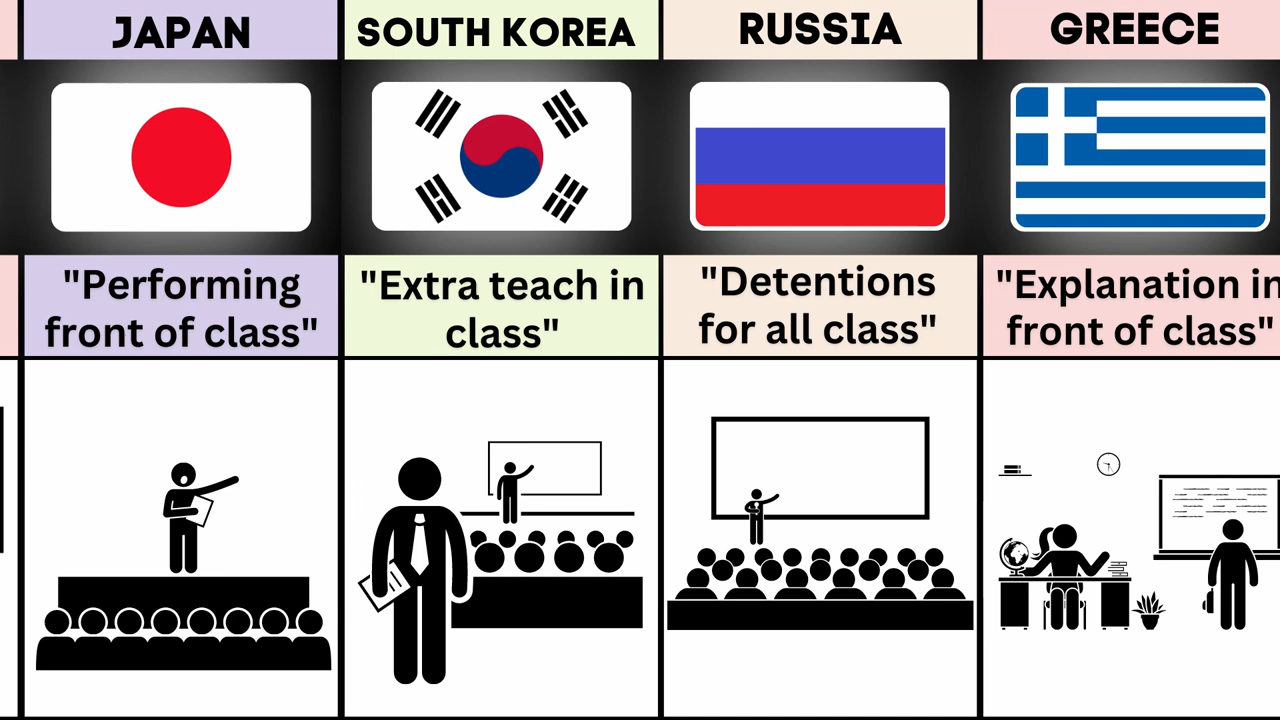 JAPAN
SOUTH KOREA
RUSSIA
GREECE
"Performing
front of class"
"Extra teach in
class"
"Detentions
for all class"
"Explanation in
front of class"